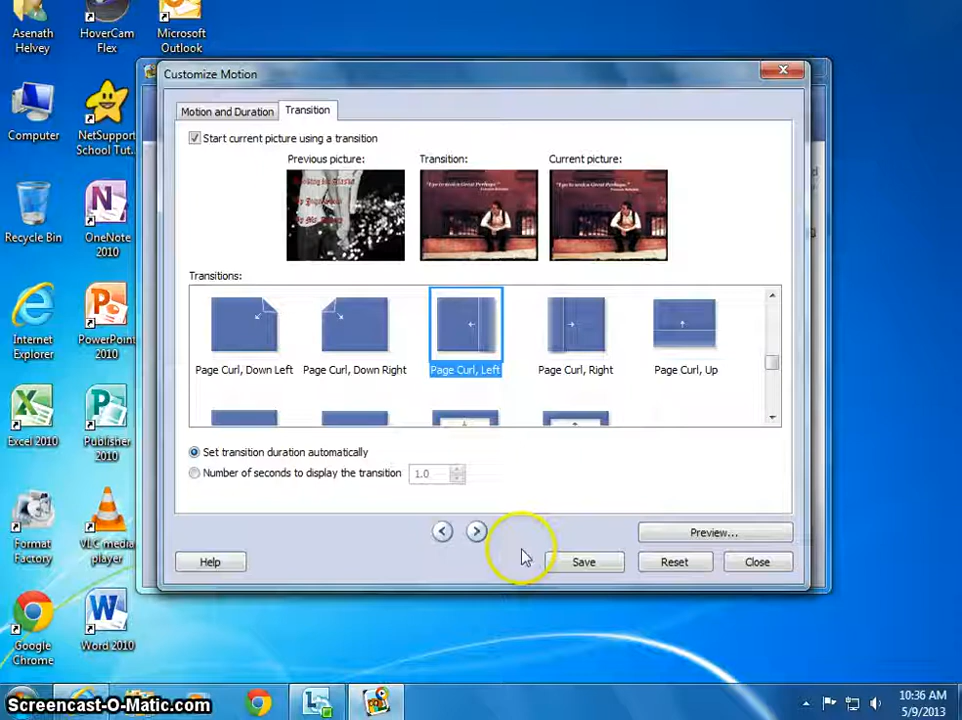 Asenath
Helvey
HoverCam
Flex
Microsoft
Outlook
Computer
NetSupport
School Tut...
Recycle Bin
OneNote
2010
Internet
Explorer
PowerPoint
2010
Excel 2010
Publisher
2010
Format
Factory
VLC media
player
Google
Chrome
Word 2010
Customize Motion
Motion and Duration
Transition
Start current picture using a transition
Previous picture:
Transition:
Current picture:
Transitions:
Page Curl, Down Left
Page Curl, Down Right
Page Curl, Left
Page Curl, Right
Page Curl, Up
Set transition duration automatically
Number of seconds to display the transition
1.0
Preview...
Help
Save
Reset
Close
10:36 AM
5/9/2013
Screencast-O-Matic.com